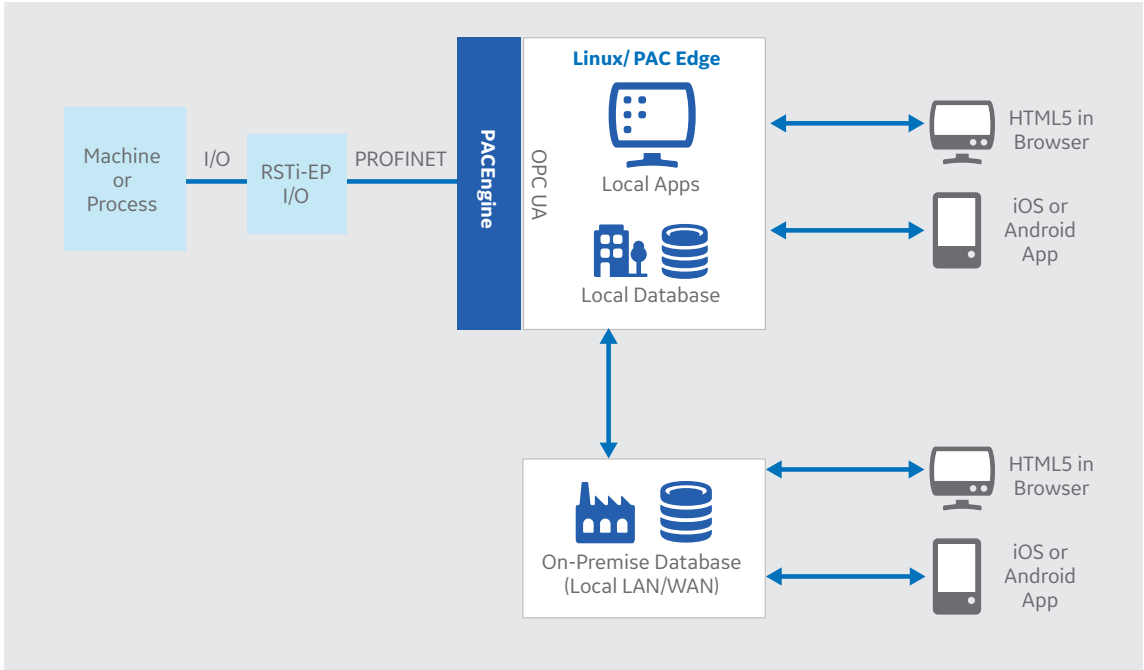 Linux/ PAC Edge
Machine
or
Process
I/O
RSTi-EP
I/O
PROFINET
PACEngine
OPC UA
Local Apps
Local Database
HTML5 in
Browser
iOS or
Android
App
On-Premise Database
(Local LAN/WAN)
HTML5 in
Browser
iOS or
Android
App